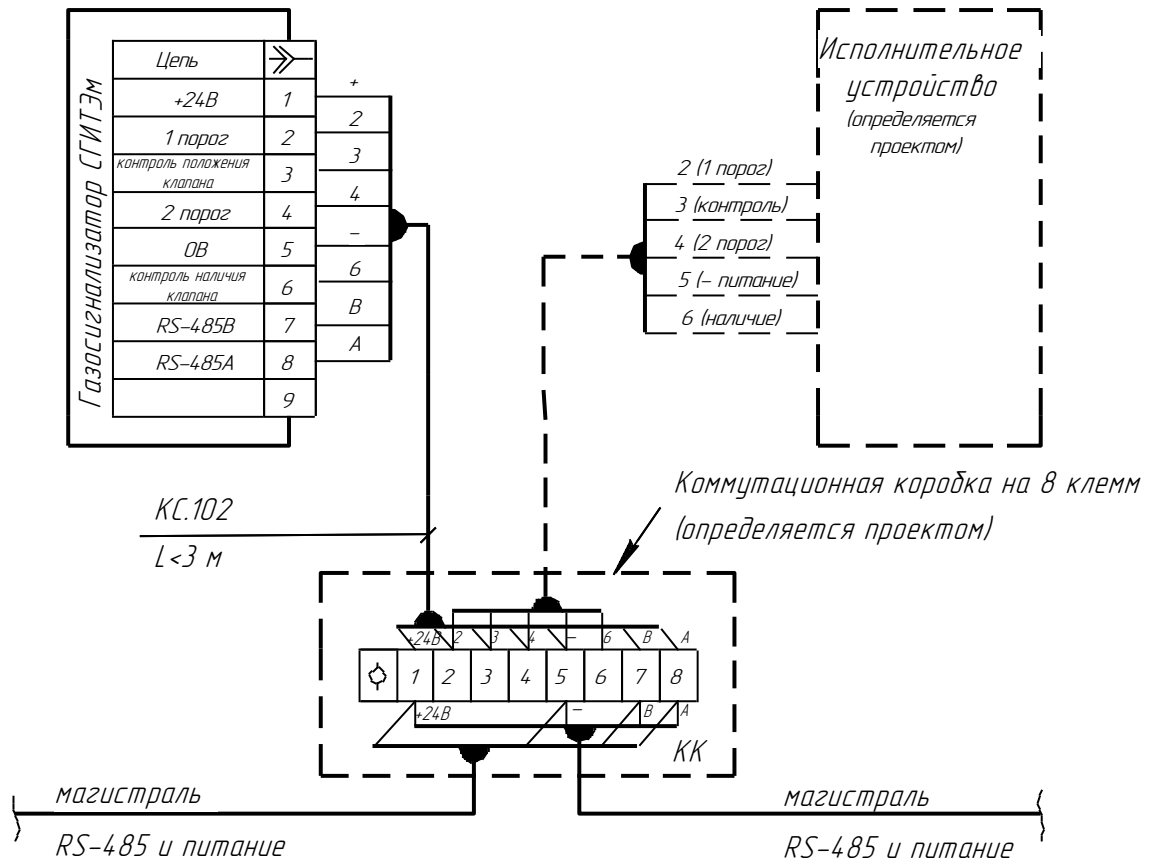 Газосигнализатор СГИТЭм
Цепь
+24В 1
1 порог 2
контроль положения
клапана 3
2 порог 4
0В 5
контроль наличия
клапана 6
RS-485В 7
RS-485А 8
9
+
2
3
4
–
6
В
А
Исполнительное
устройство
(определяется
проектом)
2 (1 порог)
3 (контроль)
4 (2 порог)
5 (– питание)
6 (наличие)
КС.102
L<3 м
Коммутационная коробка на 8 клемм
(определяется проектом)
+24В 2 3 4 – 6 В А
1 2 3 4 5 6 7 8
+24В – В А
КК
магистраль
RS-485 и питание
магистраль
RS-485 и питание